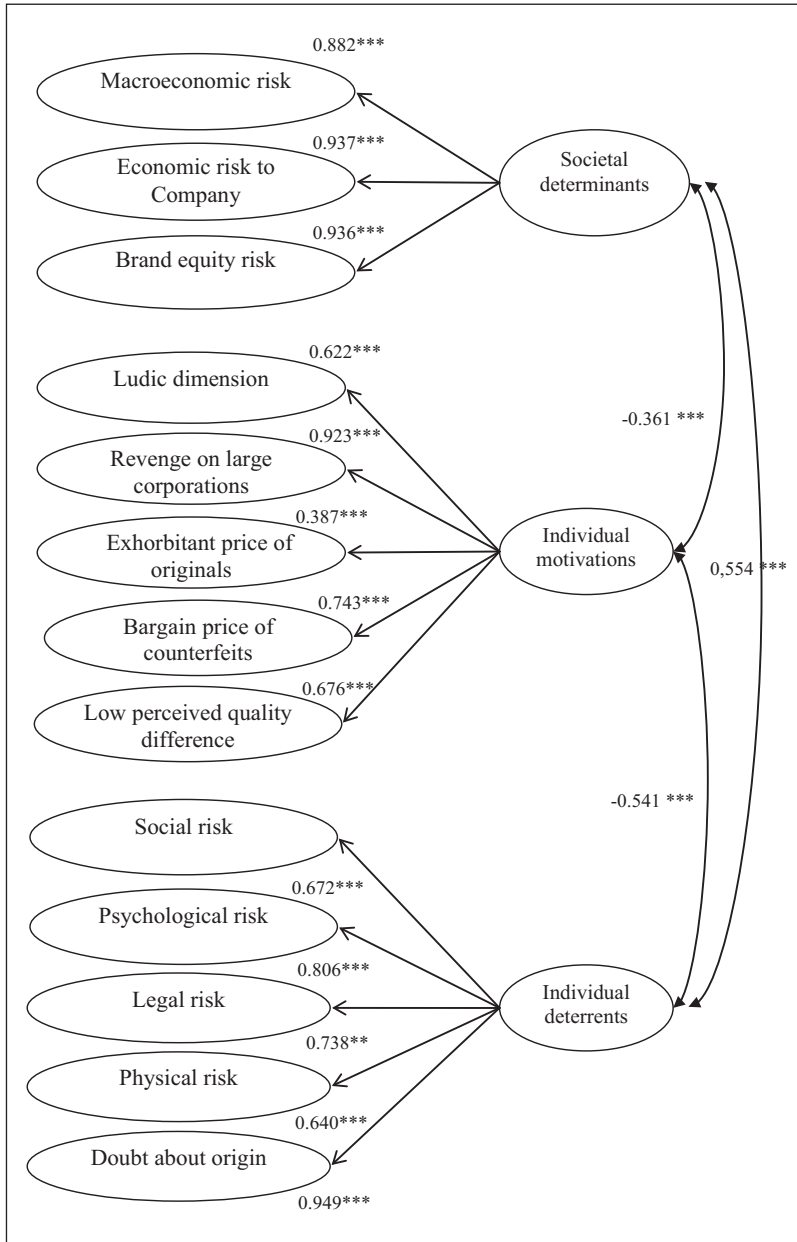 0.882***
Macroeconomic risk
0.937***
Economic risk to
Company
Societal
determinants
0.936***
Brand equity risk
0.622***
Ludic dimension
-0.361 ***
0.923***
Revenge on large
corporations
0.387***
Exhorbitant price of
originals
Individual
motivations
0,554 ***
0.743***
Bargain price of
counterfeits
0.676***
Low perceived quality
difference
-0.541 ***
Social risk
0.672***
Psychological risk
0.806***
Legal risk
Individual
deterrents
0.738**
Physical risk
0.640***
Doubt about origin
0.949***